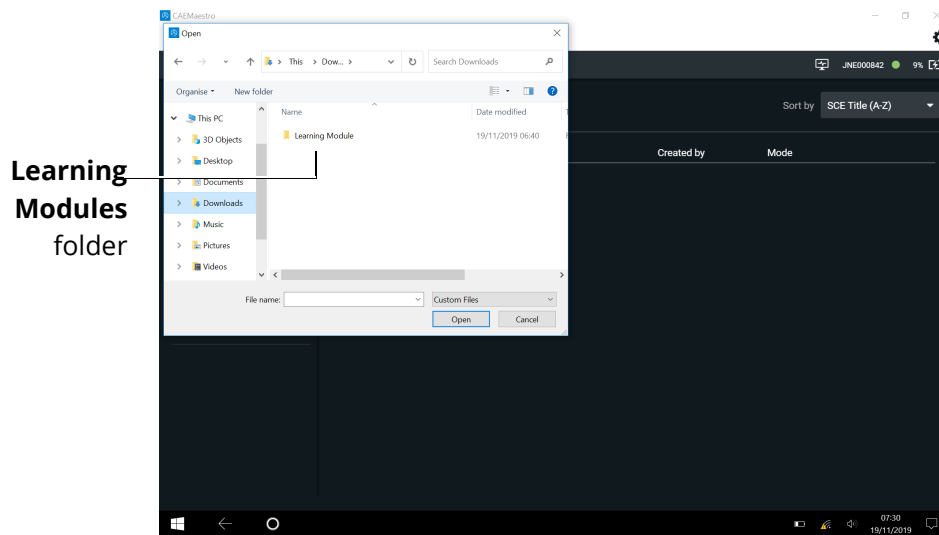 CAEMaestro
Open
This > Dow... >
Search Downloads
Organise
New folder
JNE000842
9%
Sort by
SCE Title (A-Z)
This PC
3D Objects
Desktop
Documents
Downloads
Music
Pictures
Videos
Name
Date modified
Learning Module
19/11/2019 06:40
Created by
Mode
File name:
Custom Files
Open
Cancel
Learning
Modules
folder
07:30
19/11/2019